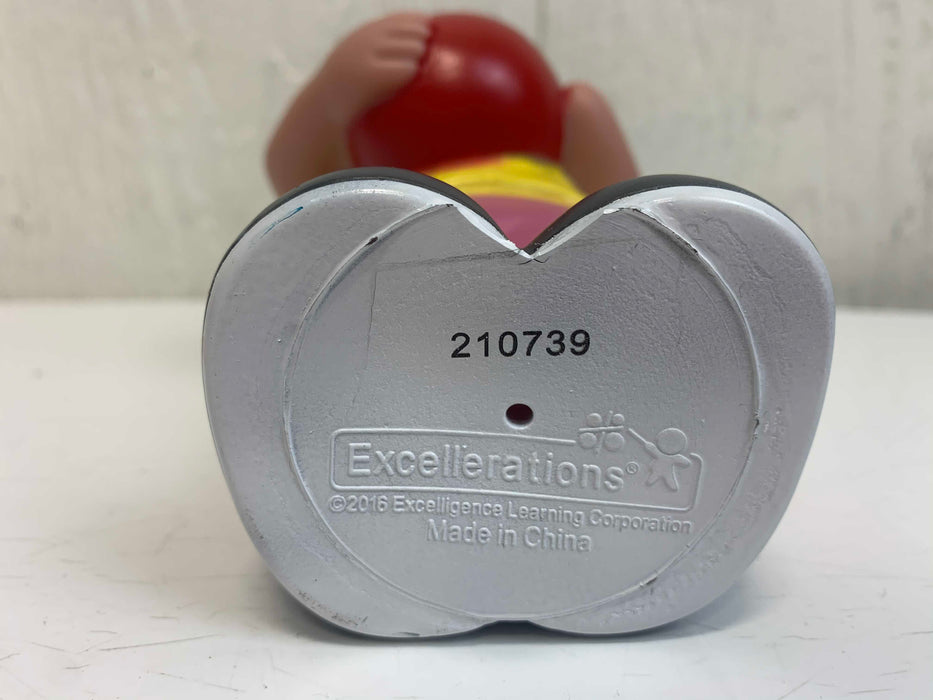 210739
Excellerations®
©2016 Excelligence Learning Corporation
Made in China